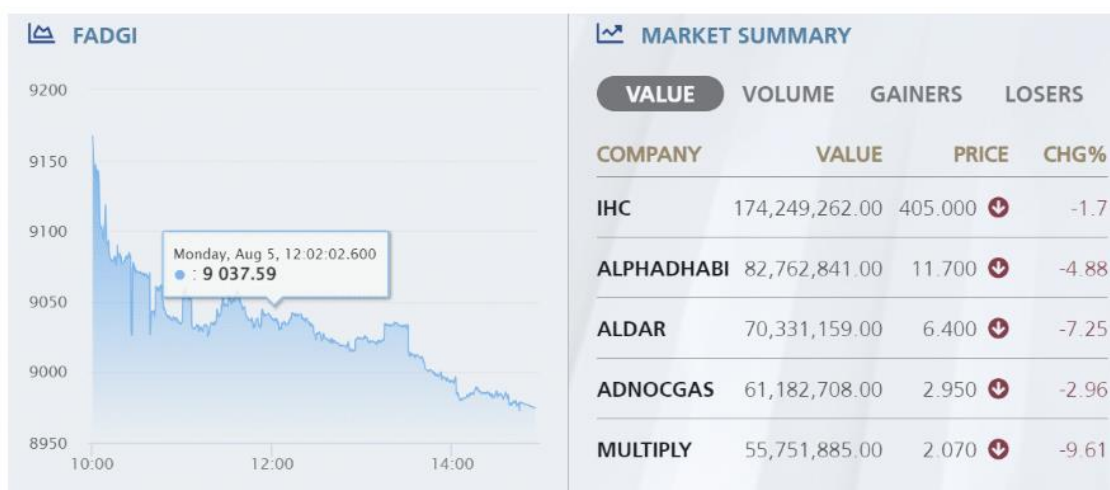 FADGI
9200
9150
9100
9050
9000
8950
10:00 12:00 14:00
Monday, Aug 5, 12:02:02.600
: 9 037.59
MARKET SUMMARY
VALUE VOLUME GAINERS LOSERS
COMPANY VALUE PRICE CHG%
IHC 174,249,262.00 405.000 -1.7
ALPHADHABI 82,762,841.00 11.700 -4.88
ALDAR 70,331,159.00 6.400 -7.25
ADNOCGAS 61,182,708.00 2.950 -2.96
MULTIPLY 55,751,885.00 2.070 -9.61